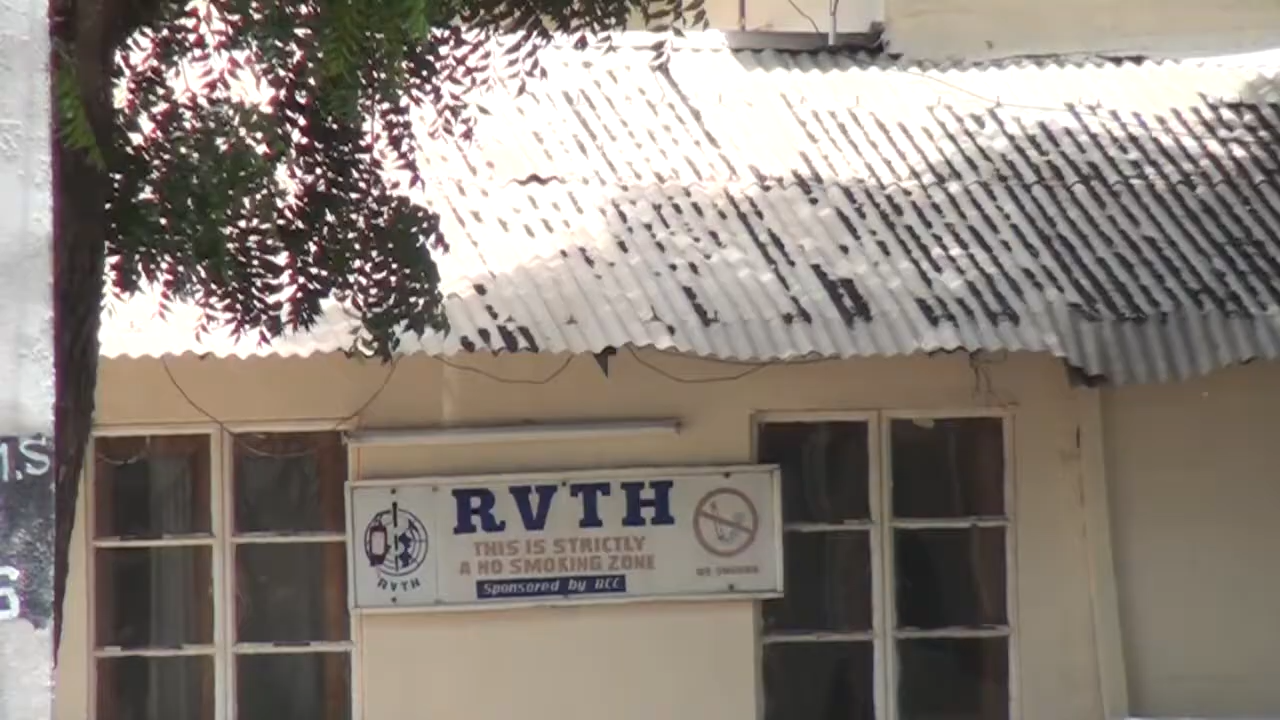 RVTH
THIS IS STRICTLY
A NO SMOKING ZONE
Sponsored by BCC
RVTH
NO SMOKING